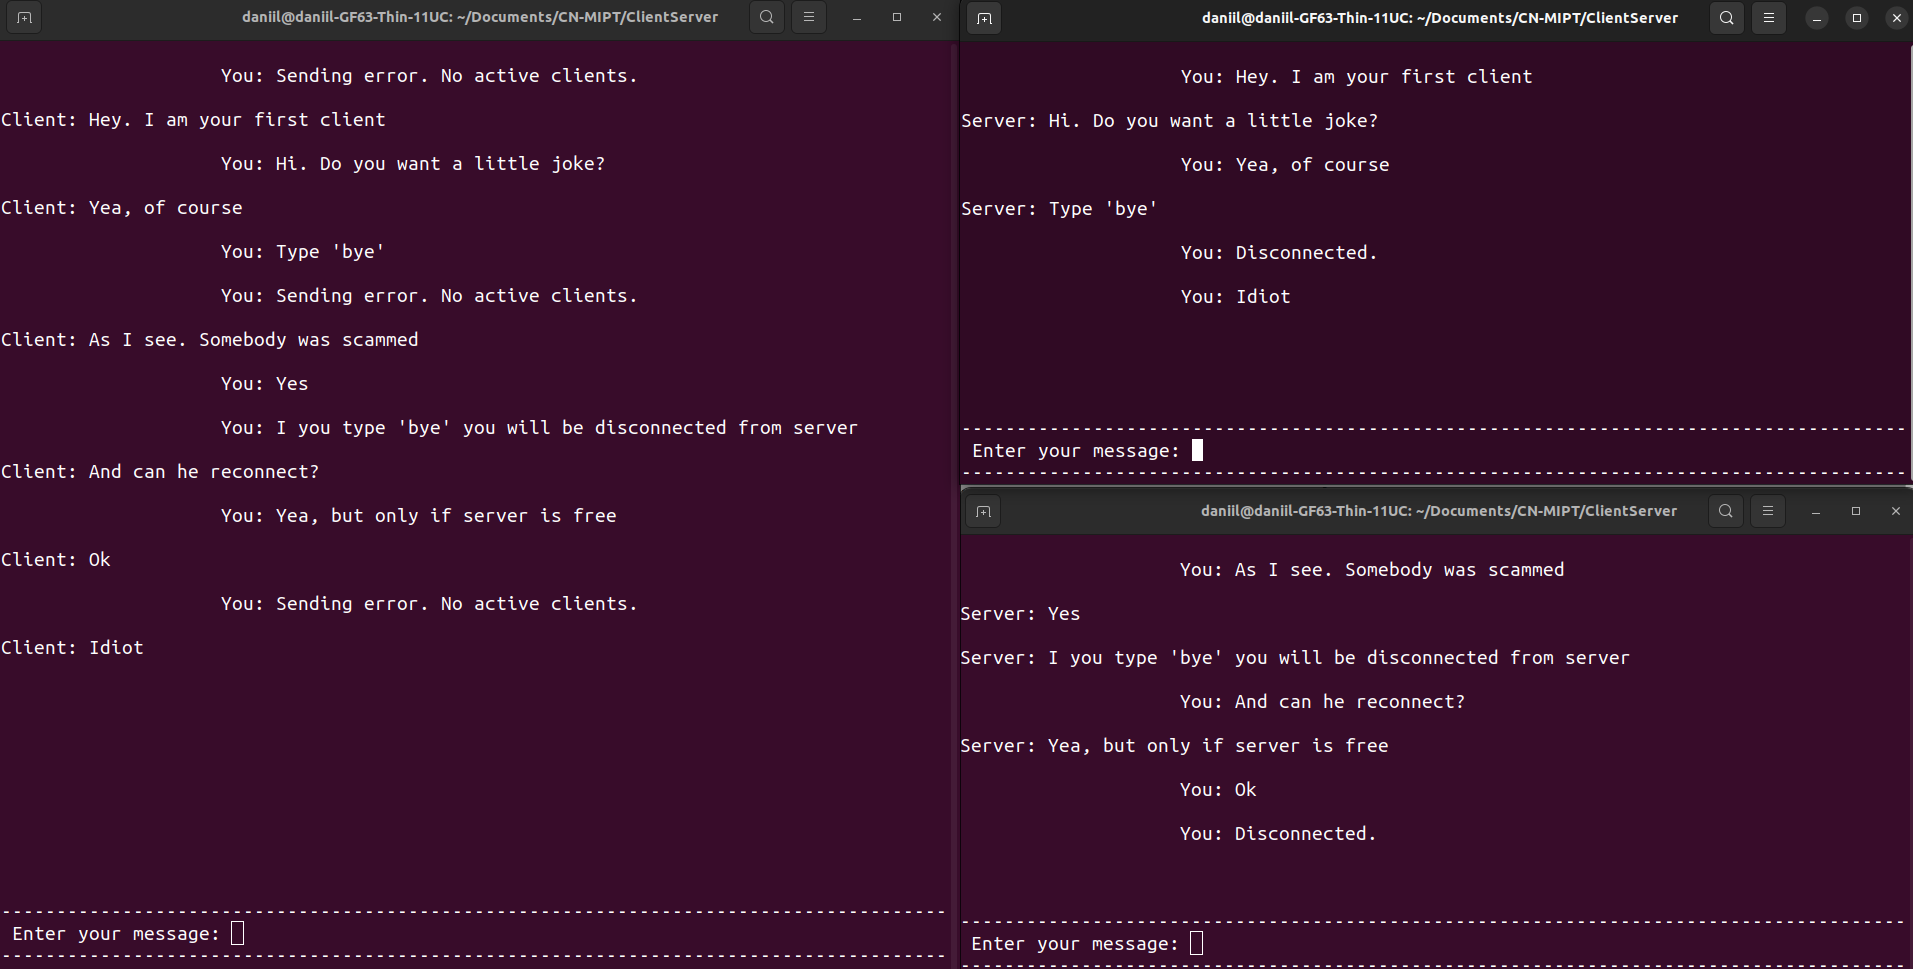 daniil@daniil-GF63-Thin-11UC: ~/Documents/CN-MIPT/ClientServer
You: Sending error. No active clients.
Client: Hey. I am your first client
You: Hi. Do you want a little joke?
Client: Yea, of course
You: Type 'bye'
You: Sending error. No active clients.
Client: As I see. Somebody was scammed
You: Yes
You: I you type 'bye' you will be disconnected from server
Client: And can he reconnect?
You: Yea, but only if server is free
Client: Ok
You: Sending error. No active clients.
Client: Idiot
Enter your message:
daniil@daniil-GF63-Thin-11UC: ~/Documents/CN-MIPT/ClientServer
You: Hey. I am your first client
Server: Hi. Do you want a little joke?
You: Yea, of course
Server: Type 'bye'
You: Disconnected.
You: Idiot
Enter your message:
daniil@daniil-GF63-Thin-11UC: ~/Documents/CN-MIPT/ClientServer
You: As I see. Somebody was scammed
Server: Yes
Server: I you type 'bye' you will be disconnected from server
You: And can he reconnect?
Server: Yea, but only if server is free
You: Ok
You: Disconnected.
Enter your message: